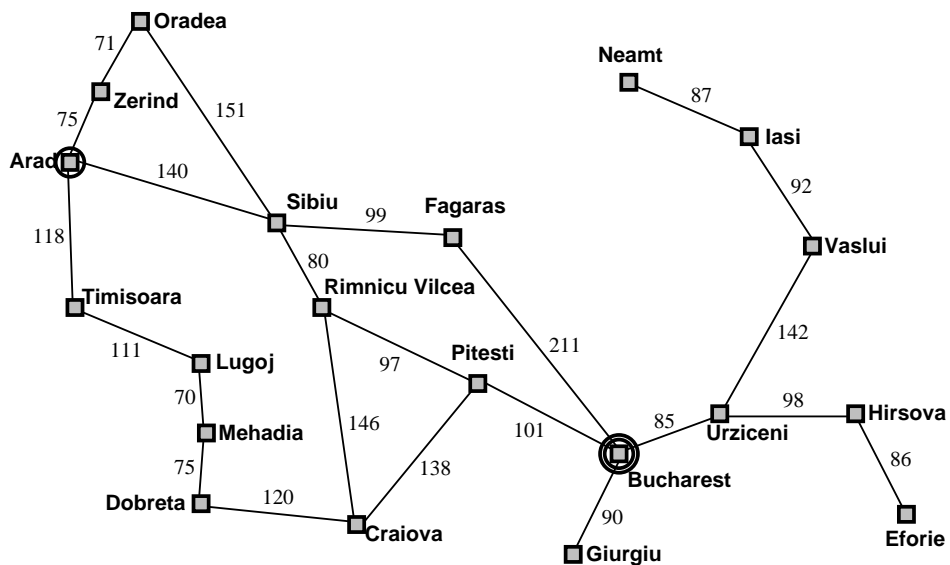 Oradea
71
Neamt
87
Zerind
151
75
Iasi
Arad
140
92
Sibiu
Fagaras
99
118
Vaslui
80
Timisoara
Rimnicu Vilcea
142
111
Lugoj
97
Pitesti
211
70
98
Hirsova
Mehadia
146
101
85
Urziceni
75
138
86
Bucharest
Dobreta
120
90
Craiova
Eforie
Giurgiu